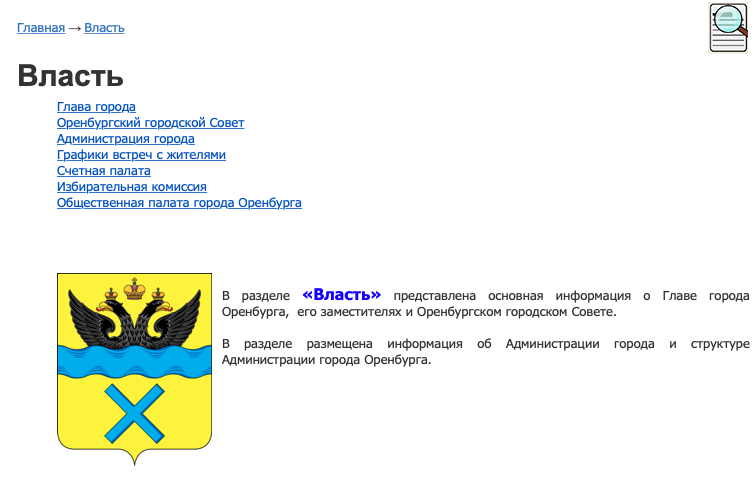 Главная → Власть
Власть
Глава города
Оренбургский городской Совет
Администрация города
Графики встреч с жителями
Счетная палата
Избирательная комиссия
Общественная палата города Оренбурга
В разделе «Власть» представлена основная информация о Главе города
Оренбурга, его заместителях и Оренбургском городском Совете.
В разделе размещена информация об Администрации города и структуре
Администрации города Оренбурга.